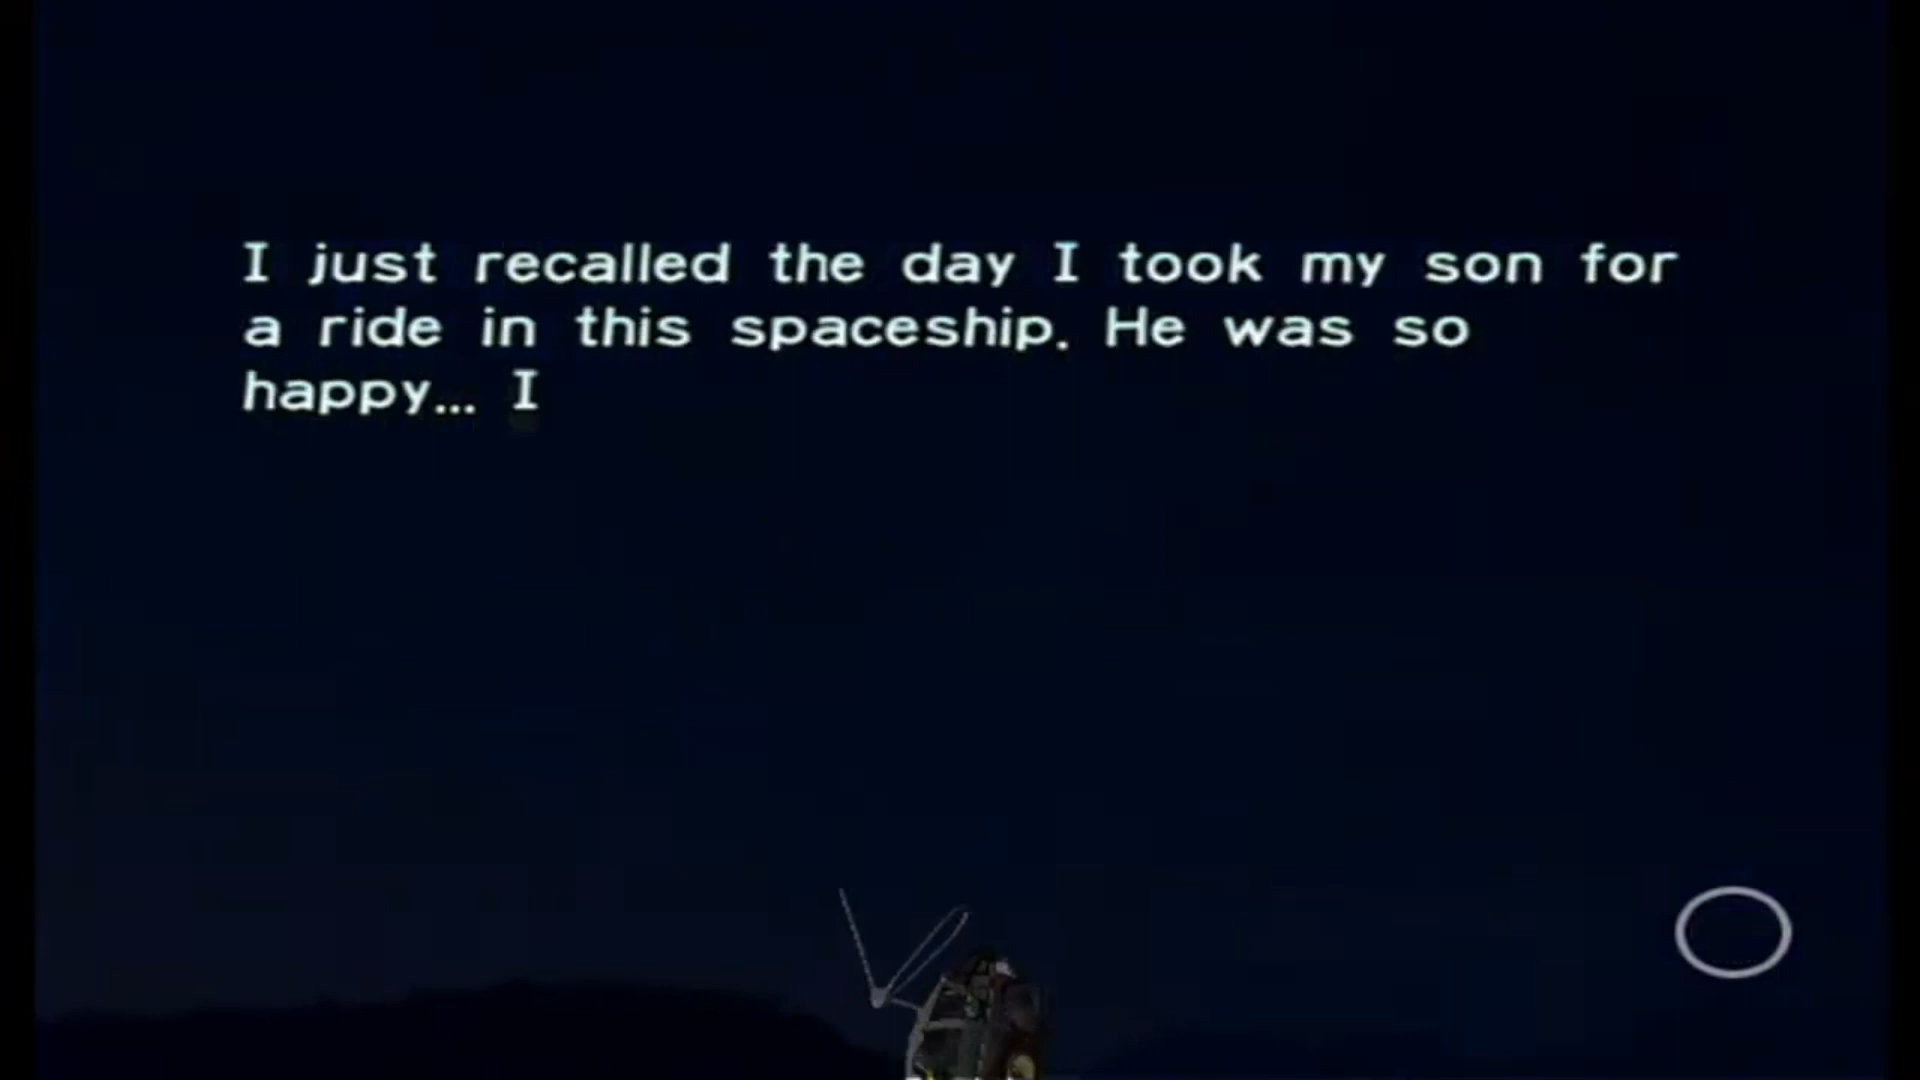 I just recalled the day I took my son for
a ride in this spaceship. He was so
happy... I